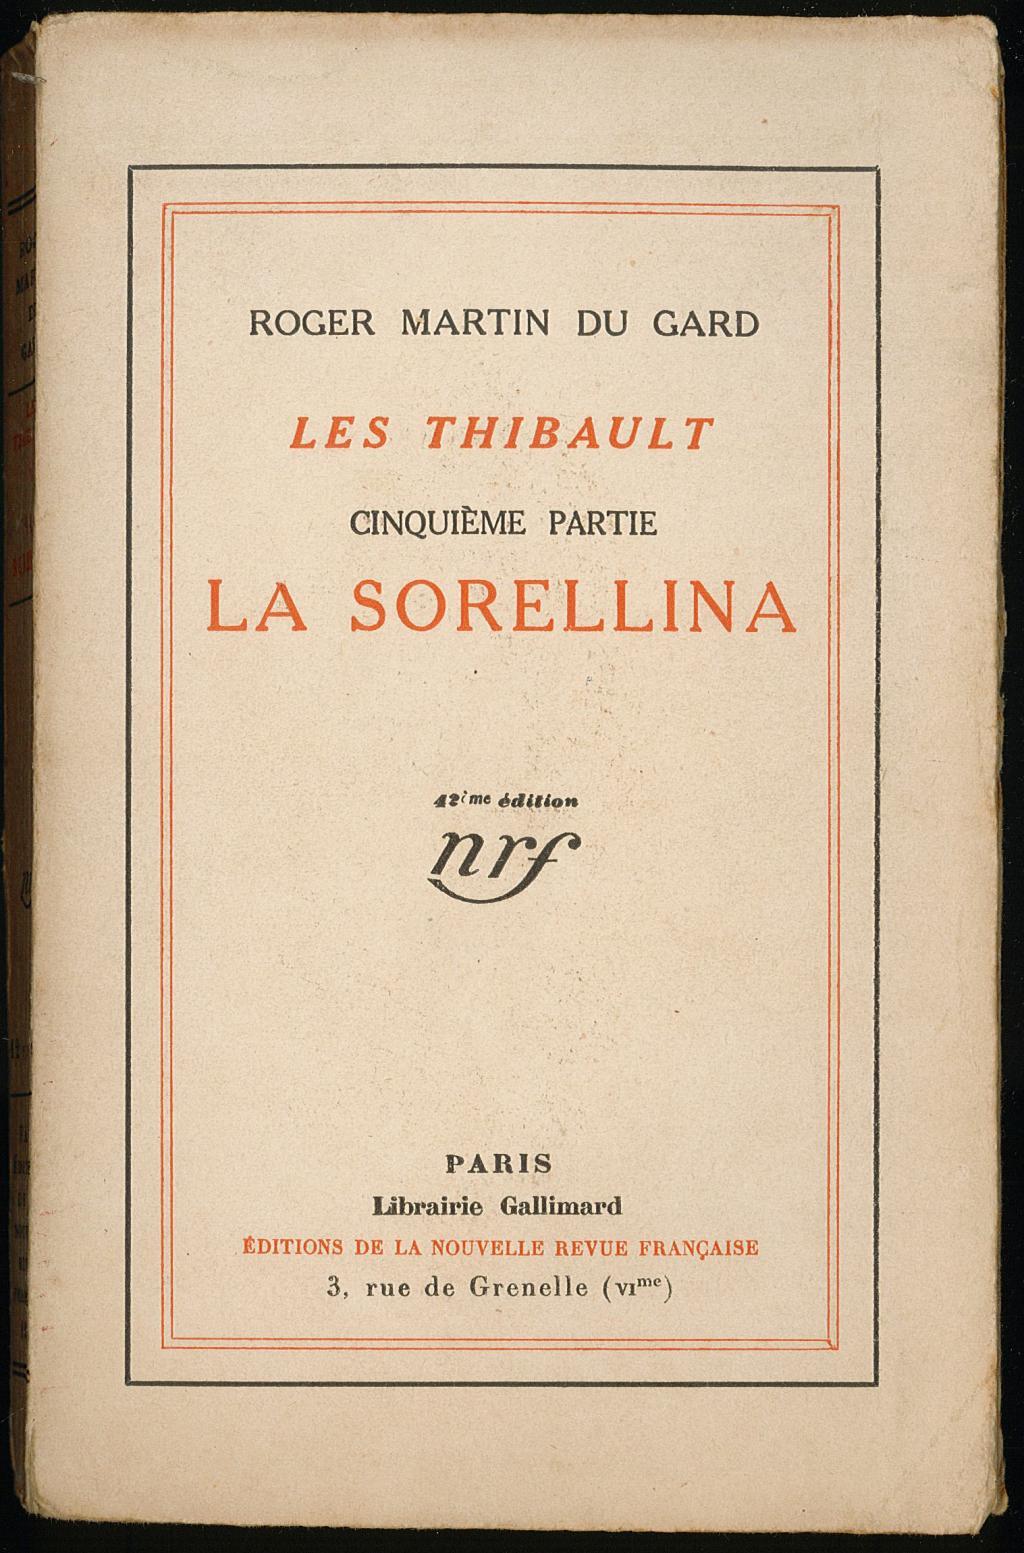 ROGER MARTIN DU GARD
LES THIBAULT
CINQUIÈME PARTIE
LA SORELLINA
42ème édition
nrf
PARIS
Librairie Gallimard
ÉDITIONS DE LA NOUVELLE REVUE FRANÇAISE
3, rue de Grenelle (VIme)